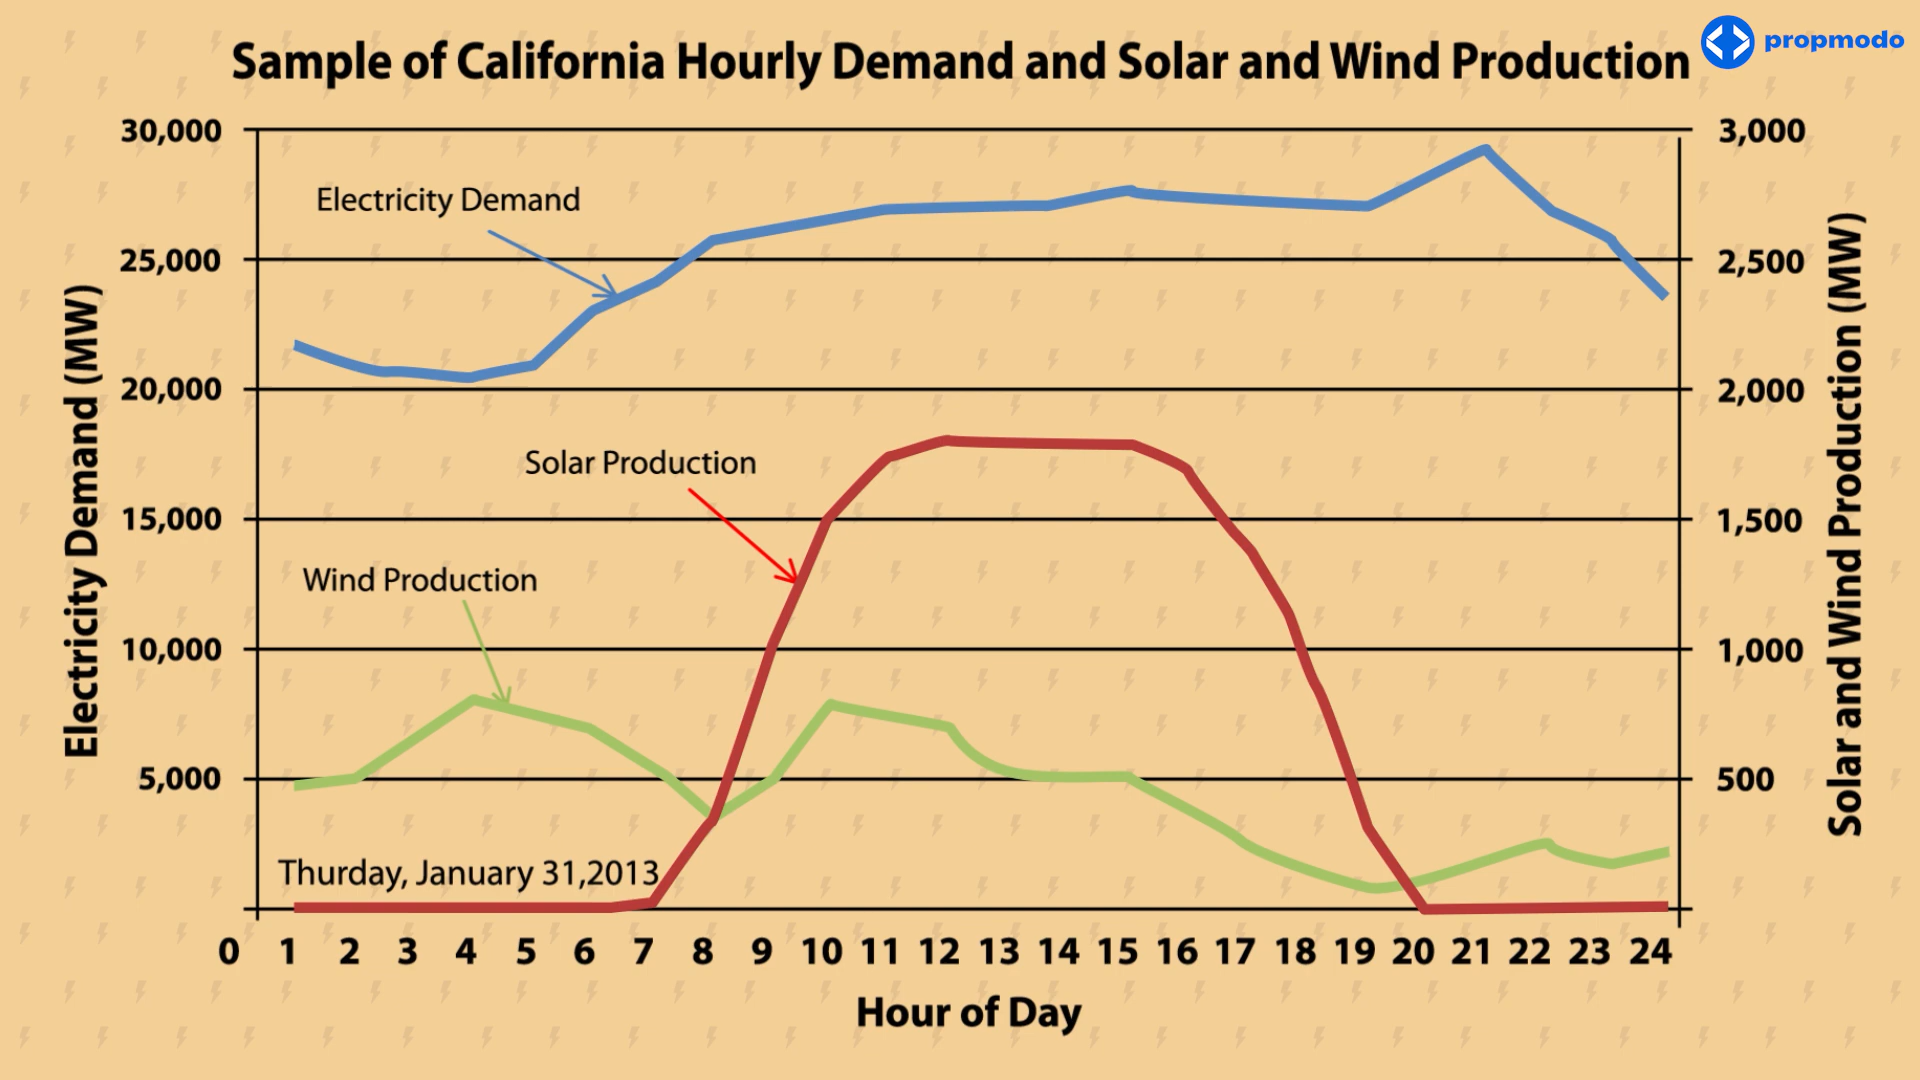 Sample of California Hourly Demand and Solar and Wind Production
propmodo
30,000
25,000
20,000
15,000
10,000
5,000
Electricity Demand (MW)
Electricity Demand
Solar Production
Wind Production
Thurday, January 31,2013
3,000
2,500
2,000
1,500
1,000
500
Solar and Wind Production (MW)
0 1 2 3 4 5 6 7 8 9 10 11 12 13 14 15 16 17 18 19 20 21 22 23 24
Hour of Day